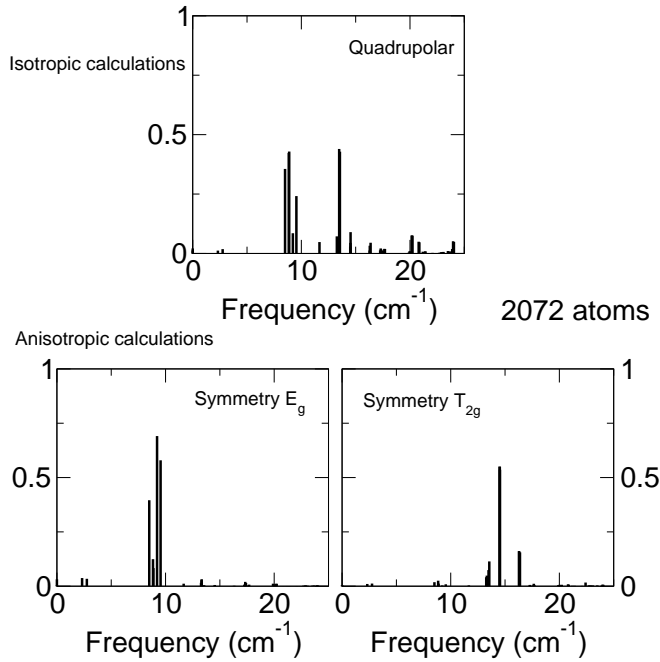 1
Isotropic calculations
Quadrupolar
0.5
0
0 10 20
Frequency (cm-1)
2072 atoms
Anisotropic calculations
1 1
Symmetry Eg Symmetry T2g
0.5 0.5
0 0
0 10 20 0 10 20
Frequency (cm-1) Frequency (cm-1)